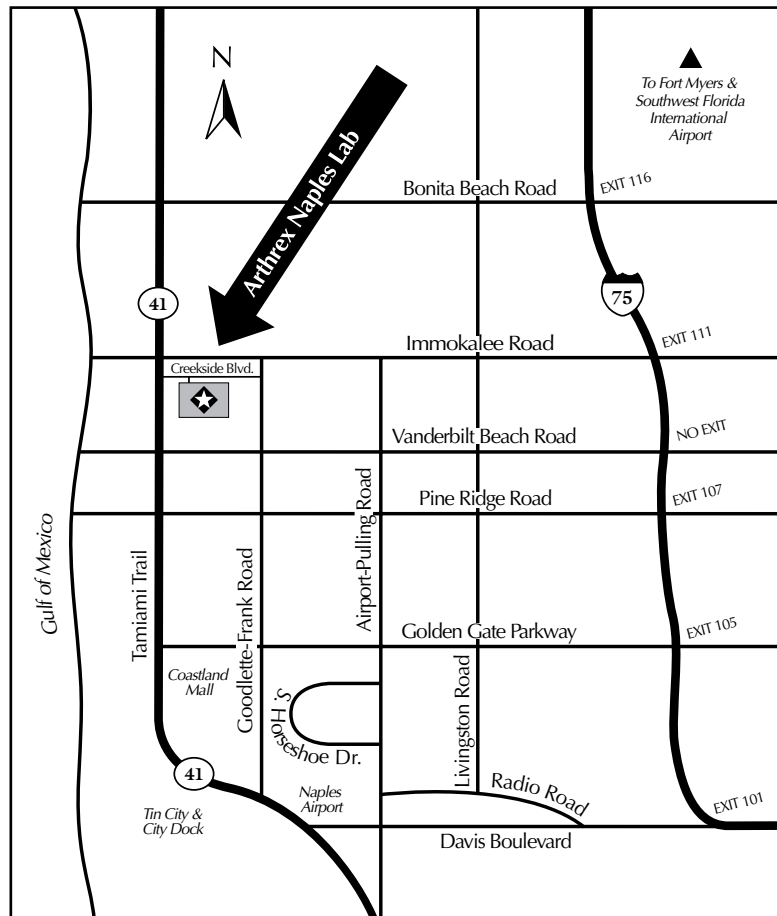 N
To Fort Myers &
Southwest Florida
International
Airport
Arthrex Naples Lab
Bonita Beach Road
EXIT 116
41
75
Immokalee Road
EXIT 111
Creekside Blvd.
Vanderbilt Beach Road
NO EXIT
Pine Ridge Road
EXIT 107
Gulf of Mexico
Tamiami Trail
Goodlette-Frank Road
Airport-Pulling Road
Golden Gate Parkway
EXIT 105
Coastland
Mall
S. Horseshoe Dr.
Livingston Road
41
Naples
Airport
Radio Road
EXIT 101
Tin City &
City Dock
Davis Boulevard